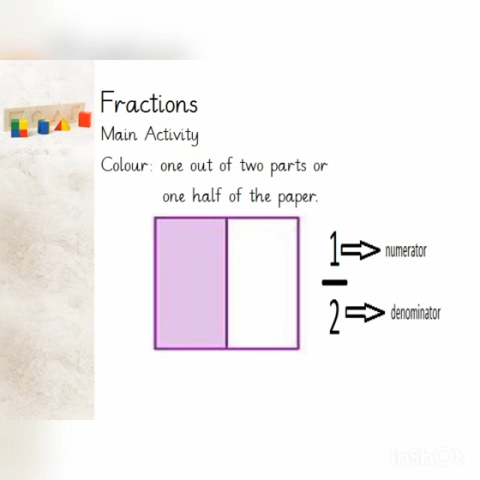 Fractions
Main Activity
Colour: one out of two parts or
one half of the paper.
1 numerator
2 denominator
InShOt